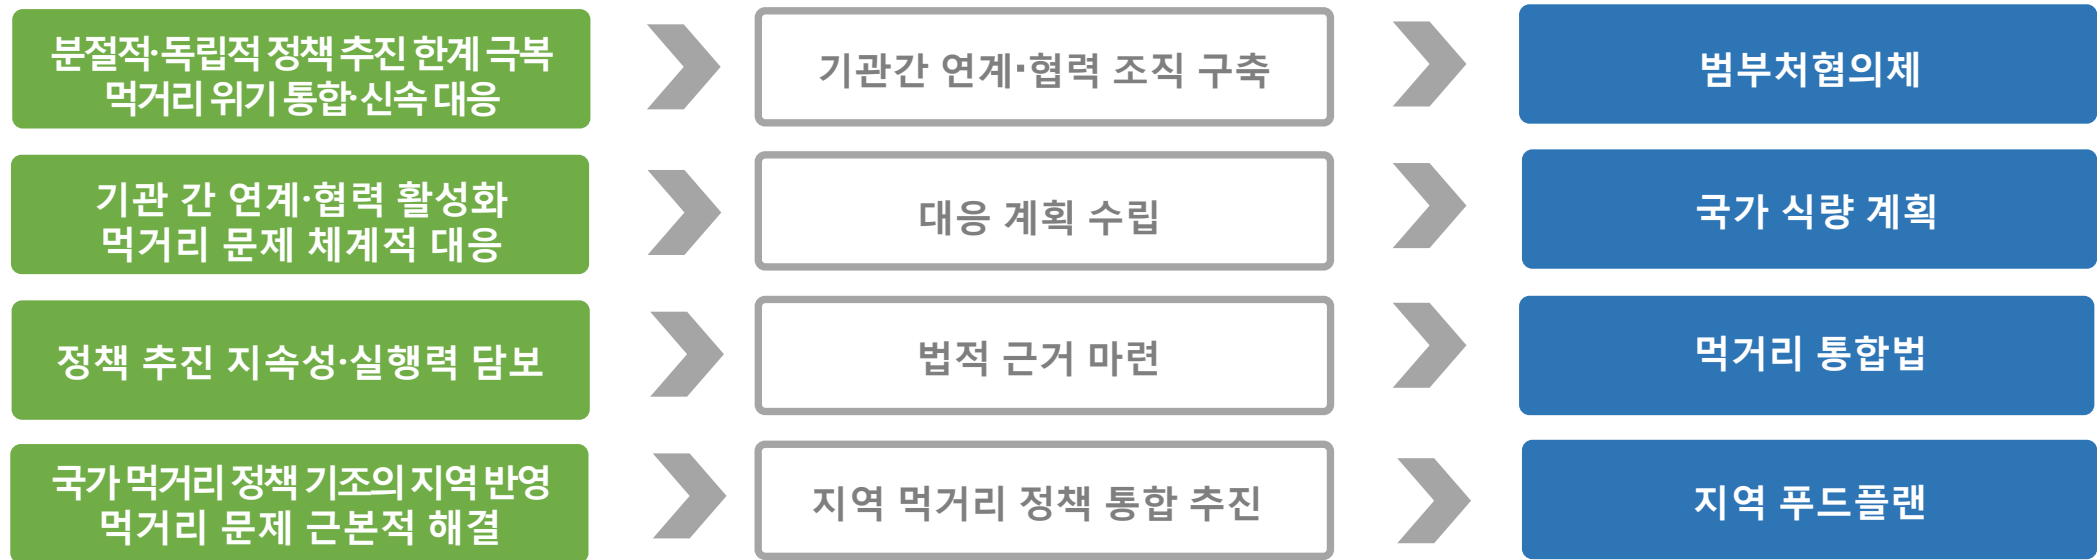 분절적·독립적 정책 추진 한계 극복
먹거리 위기 통합·신속 대응
기관간 연계·협력 조직 구축
범부처협의체
기관 간 연계·협력 활성화
먹거리 문제 체계적 대응
대응 계획 수립
국가 식량 계획
정책 추진 지속성·실행력 담보
법적 근거 마련
먹거리 통합법
국가 먹거리 정책 기조의 지역 반영
먹거리 문제 근본적 해결
지역 먹거리 정책 통합 추진
지역 푸드플랜